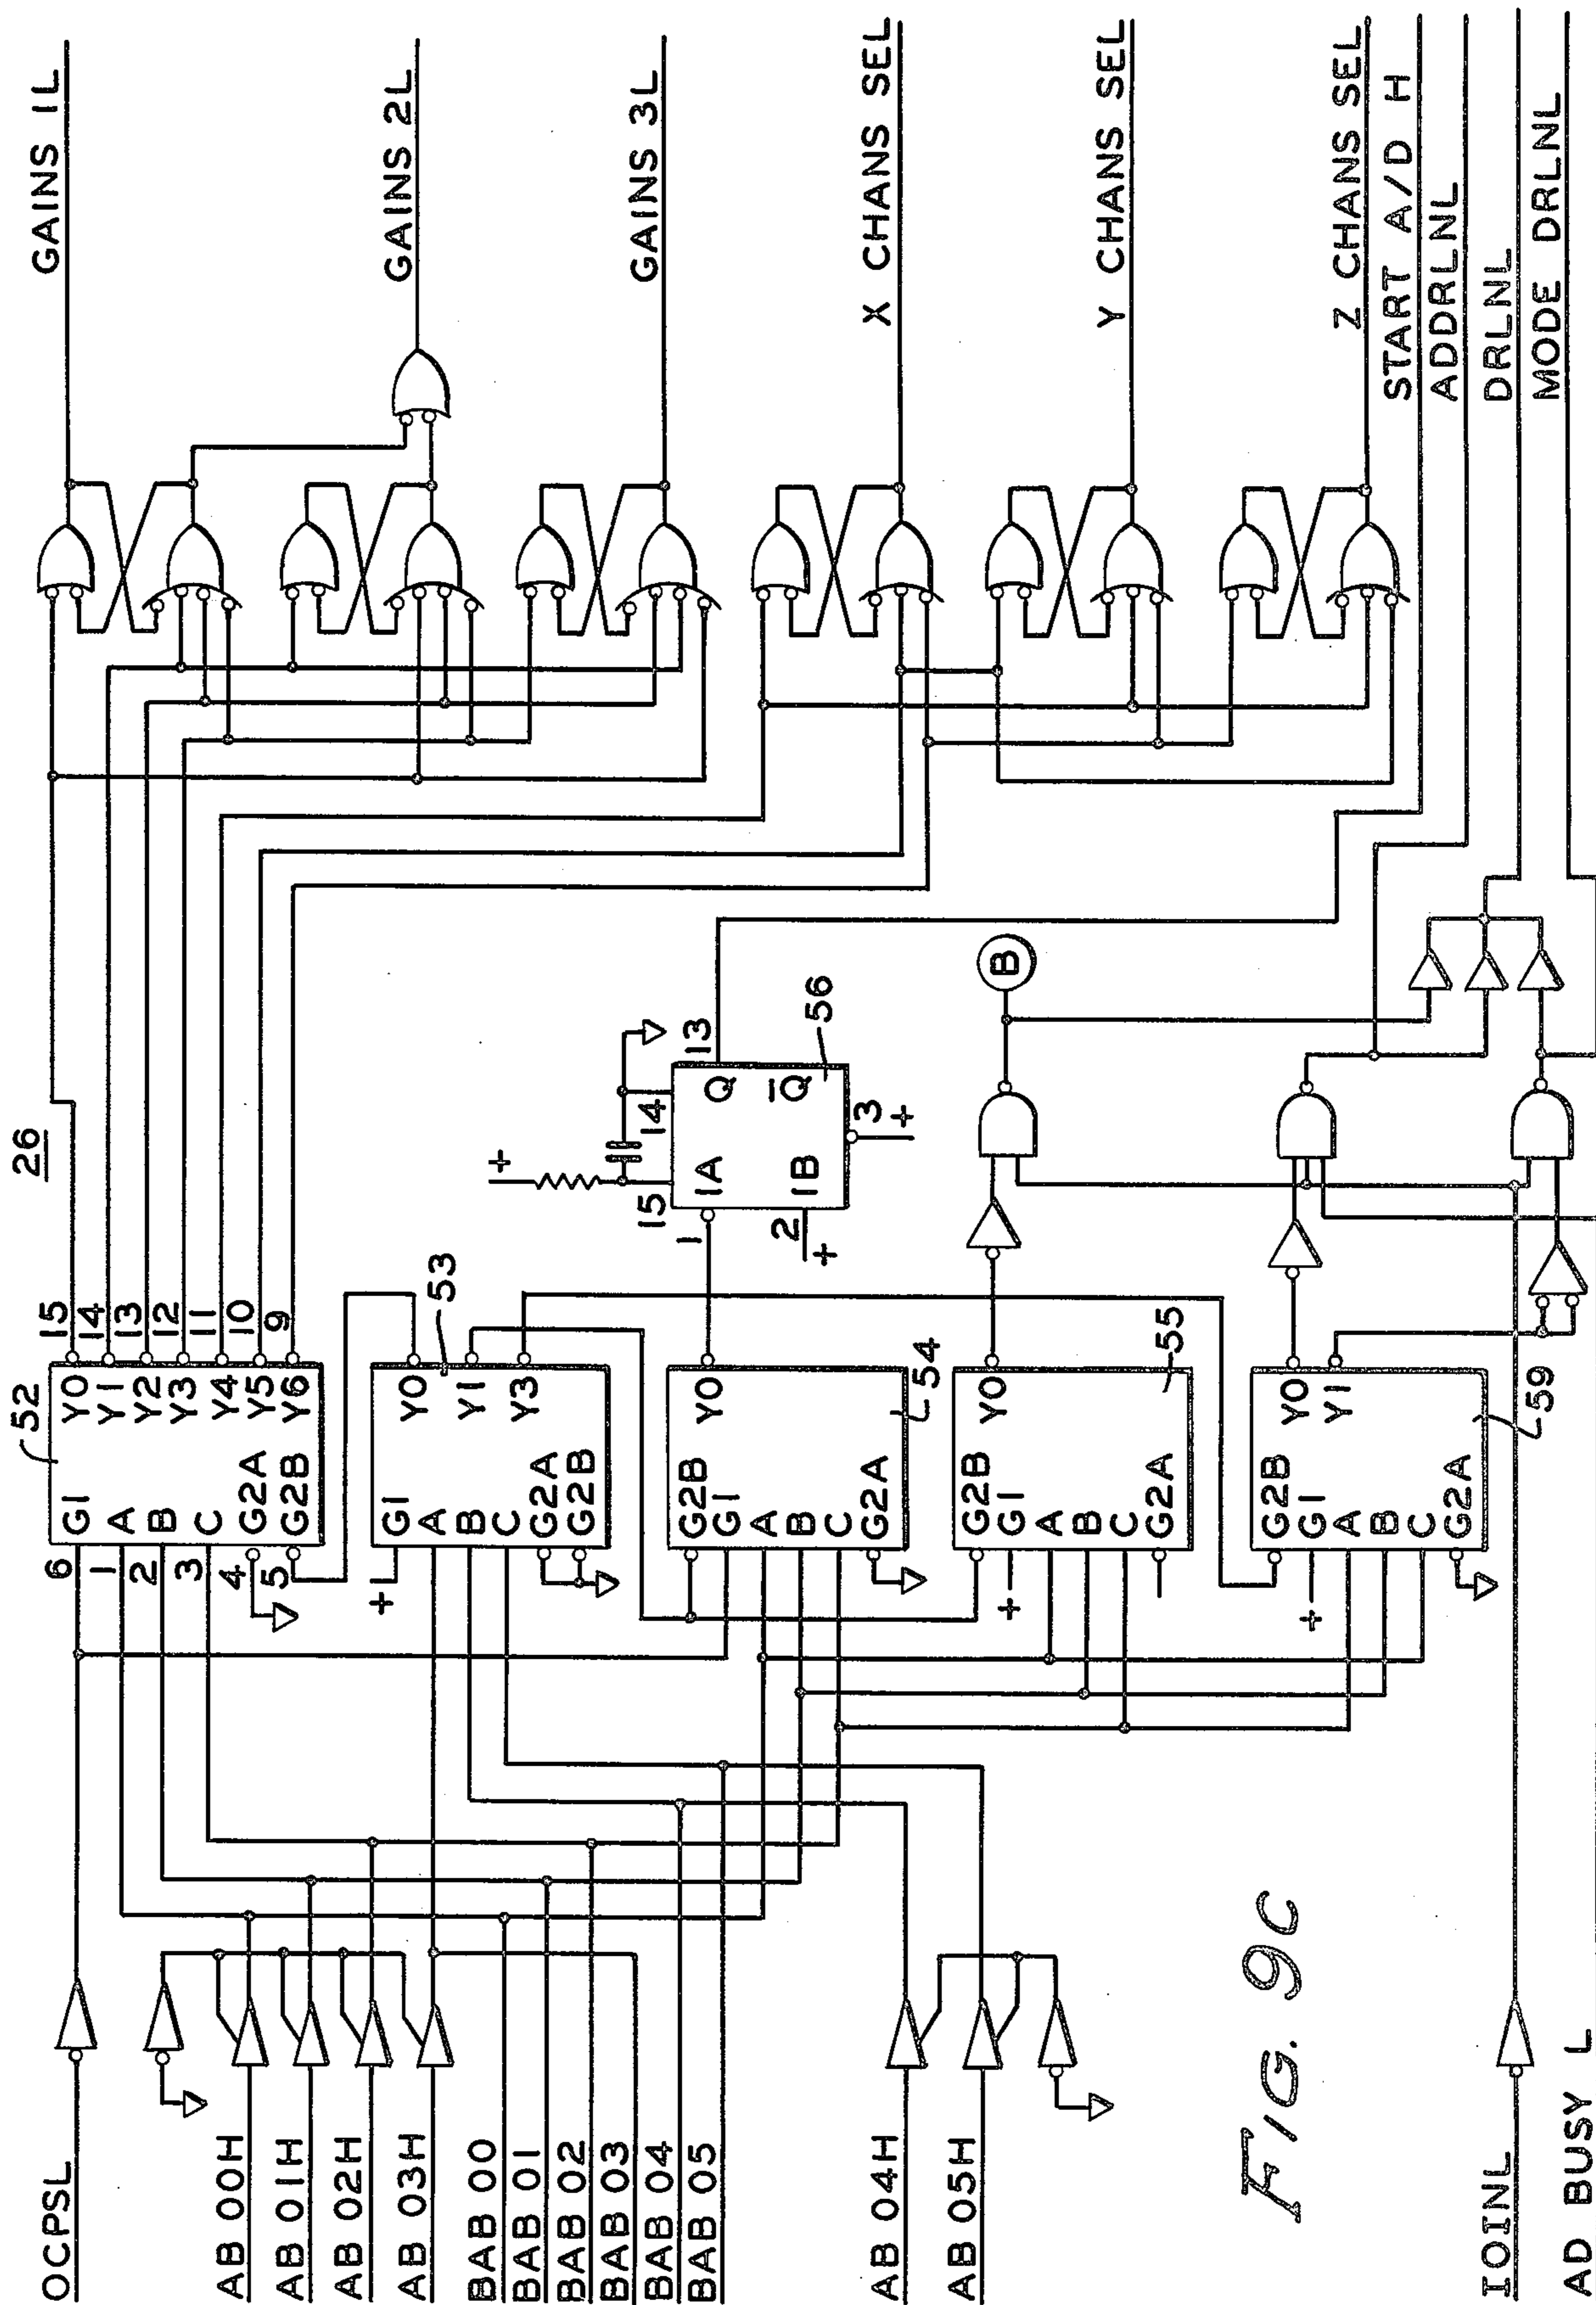 26
OCPSL
AB 00H
AB 01H
AB 02H
AB 03H
BAB 00
BAB 01
BAB 02
BAB 03
BAB 04
BAB 05
AB 04H
AB 05H
IOINL
AD BUSY L
52
6 G1 Y0 15
1 A Y1 14
2 B Y2 13
3 C Y3 12
4 G2A Y4 11
5 G2B Y5 10
Y6 9
53
+ G1 Y0
A Y1
B Y3
C
G2A
G2B
54
G2B Y0
G1
A
B
C
G2A
55
G2B Y0
+ G1
A
B
C
G2A
59
G2B Y0
+ G1 Y1
A
B
C
G2A
+
15 14
1 1A Q 13
2 1B Q̅ 56
+ 3 +
B
GAINS 1L
GAINS 2L
GAINS 3L
X CHANS SEL
Y CHANS SEL
Z CHANS SEL
START A/D H
ADDRLNL
DRLNL
MODE DRLNL
FIG. 9C